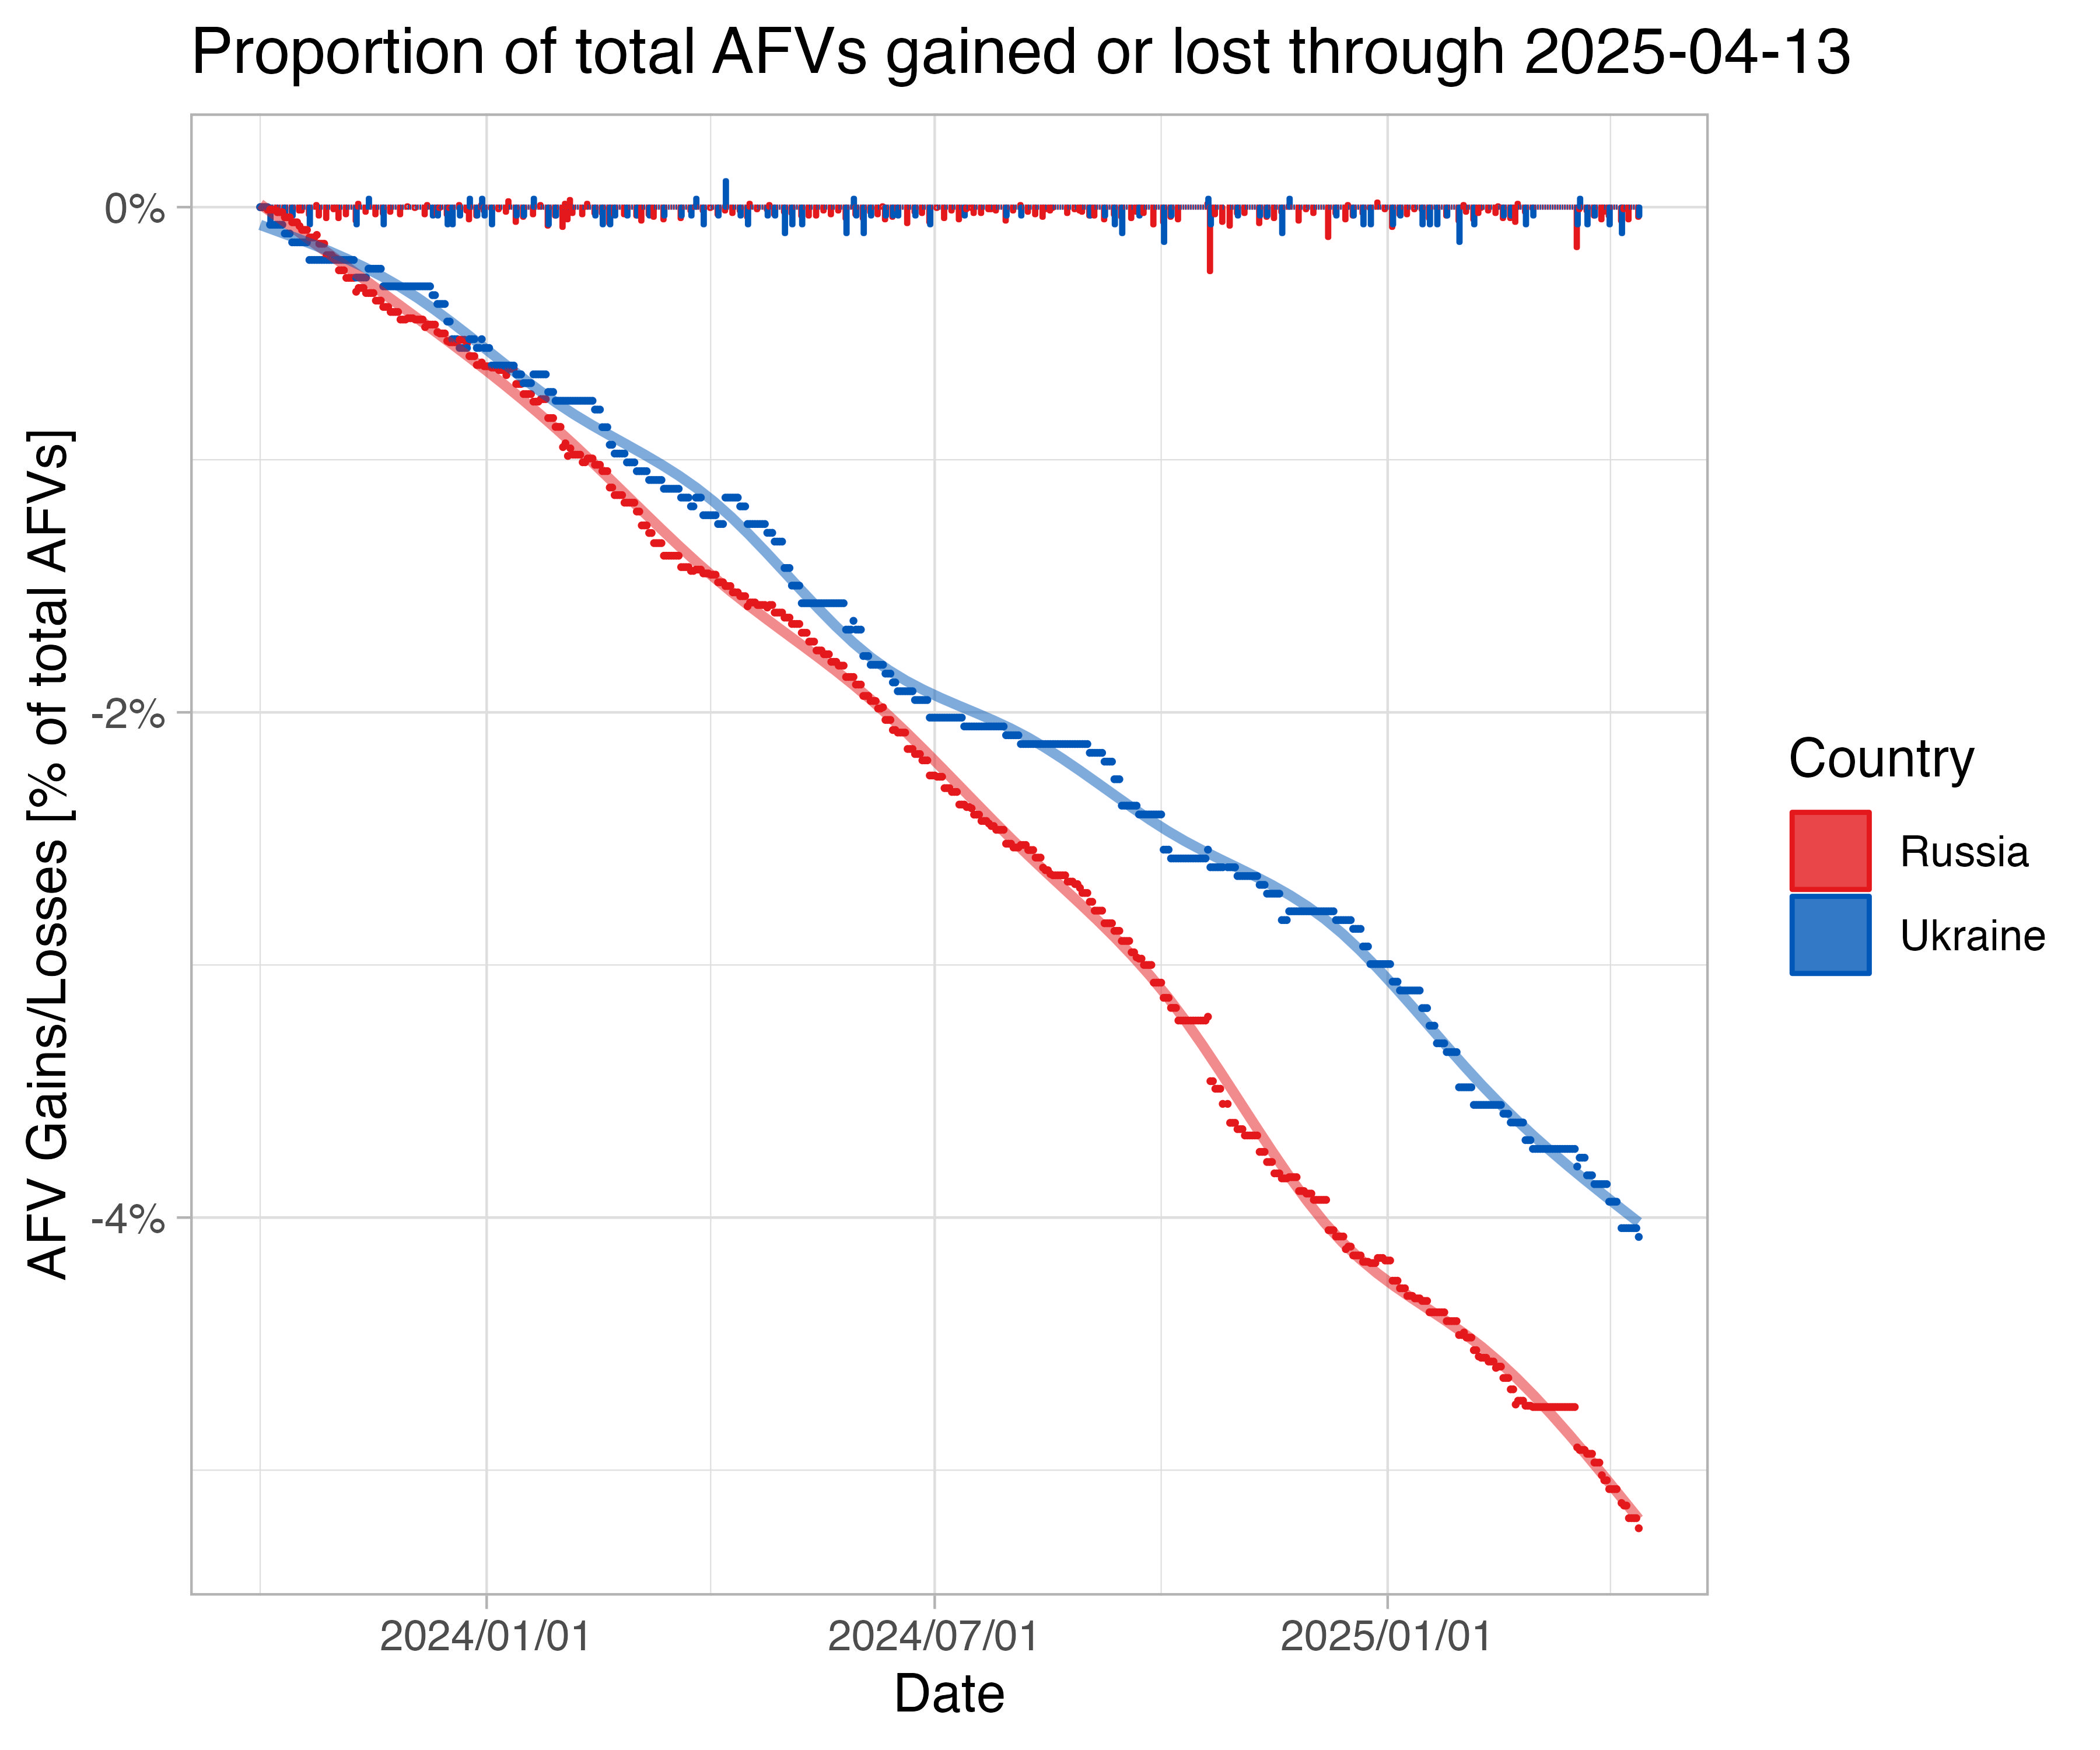 Proportion of total AFVs gained or lost through 2025-04-13
AFV Gains/Losses [% of total AFVs]
0%
-2%
-4%
2024/01/01
2024/07/01
2025/01/01
Date
Country
Russia
Ukraine